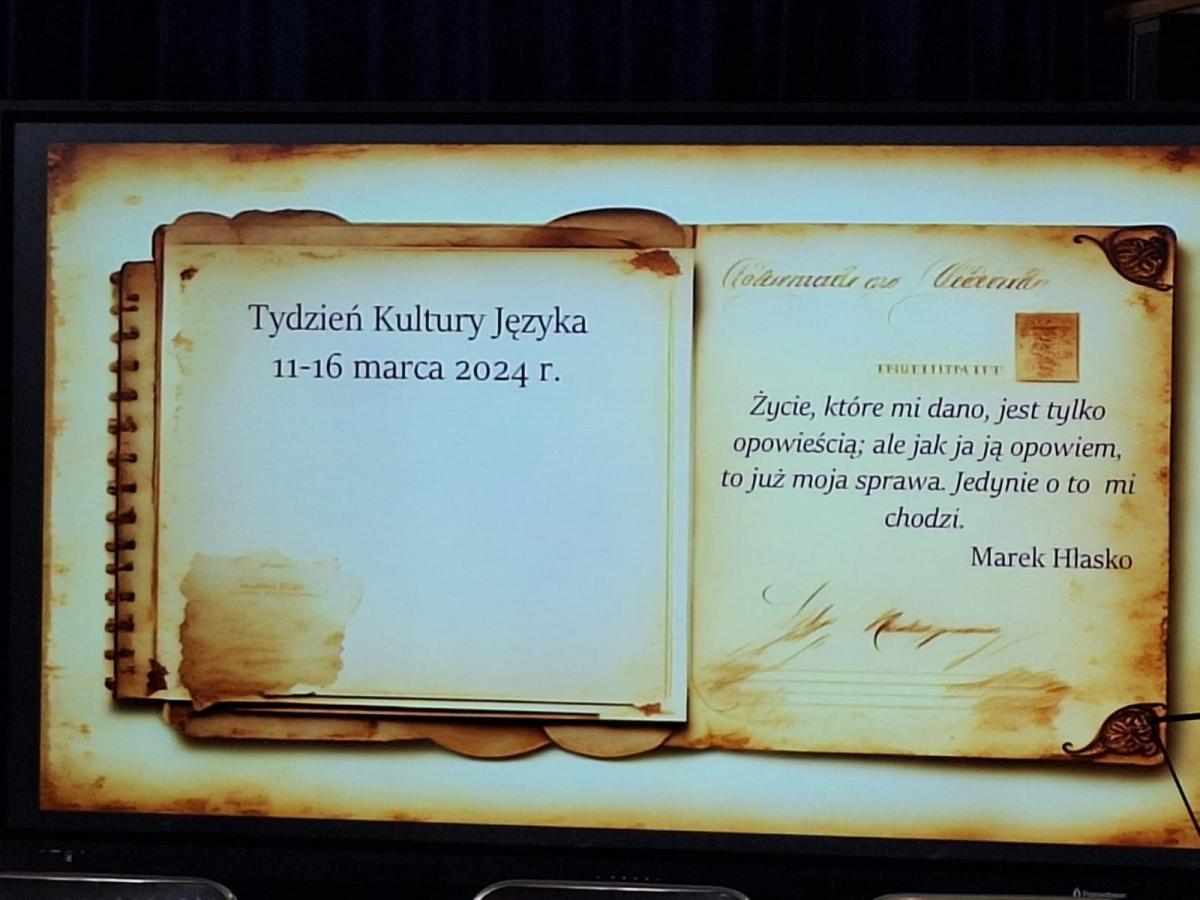 Tydzień Kultury Języka
11-16 marca 2024 r.
Życie, które mi dano, jest tylko
opowieścią; ale jak ja ją opowiem,
to już moja sprawa. Jedynie o to mi
chodzi.
Marek Hłasko